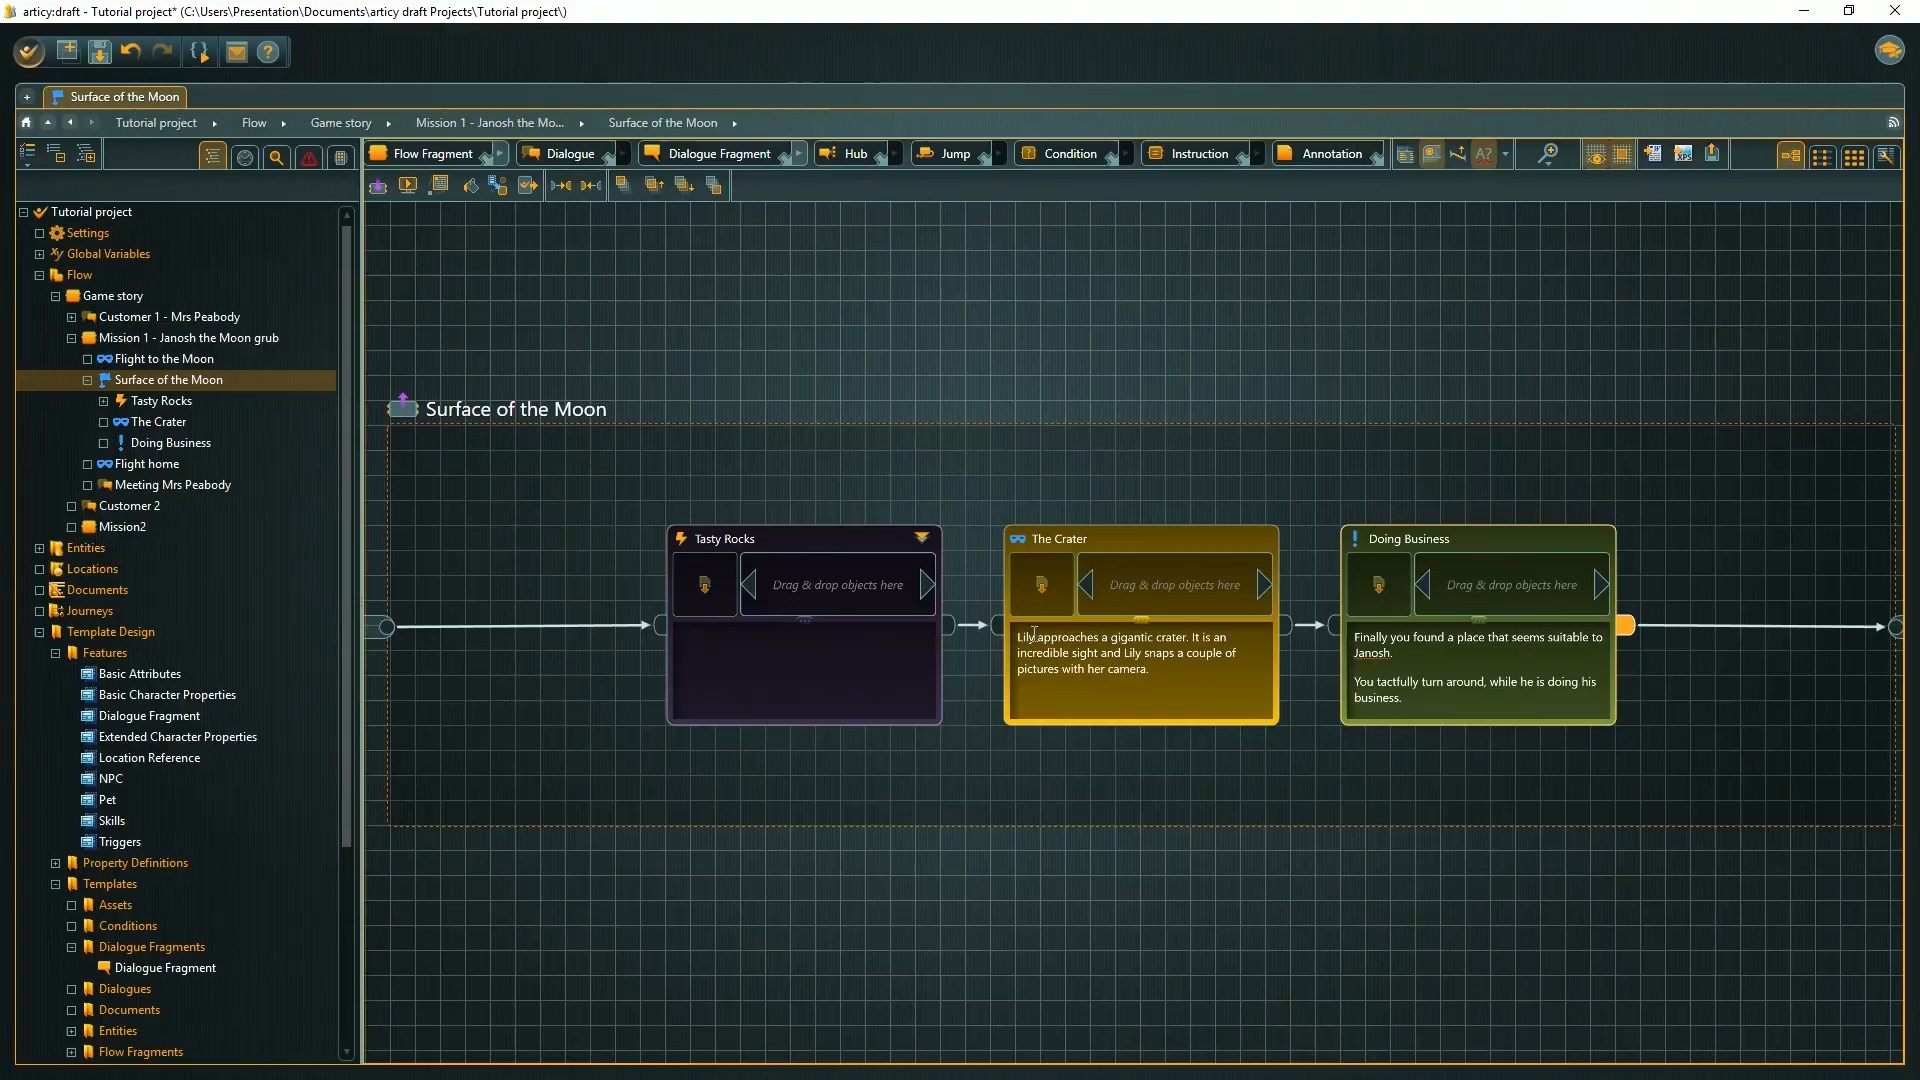 articy:draft - Tutorial project* (C:\Users\Presentation\Documents\articy draft Projects\Tutorial project\)
Surface of the Moon
Tutorial project
Flow
Game story
Mission 1 - Janosh the Mo...
Surface of the Moon
Flow Fragment
Dialogue
Dialogue Fragment
Hub
Jump
Condition
Instruction
Annotation
XPS
Tutorial project
Settings
Global Variables
Flow
Game story
Customer 1 - Mrs Peabody
Mission 1 - Janosh the Moon grub
Flight to the Moon
Surface of the Moon
Tasty Rocks
The Crater
Doing Business
Flight home
Meeting Mrs Peabody
Customer 2
Mission2
Entities
Locations
Documents
Journeys
Template Design
Features
Basic Attributes
Basic Character Properties
Dialogue Fragment
Extended Character Properties
Location Reference
NPC
Pet
Skills
Triggers
Property Definitions
Templates
Assets
Conditions
Dialogue Fragments
Dialogue Fragment
Dialogues
Documents
Entities
Flow Fragments
Surface of the Moon
Tasty Rocks
Drag & drop objects here
The Crater
Drag & drop objects here
Lily approaches a gigantic crater. It is an
incredible sight and Lily snaps a couple of
pictures with her camera.
Doing Business
Drag & drop objects here
Finally you found a place that seems suitable to
Janosh.
You tactfully turn around, while he is doing his
business.